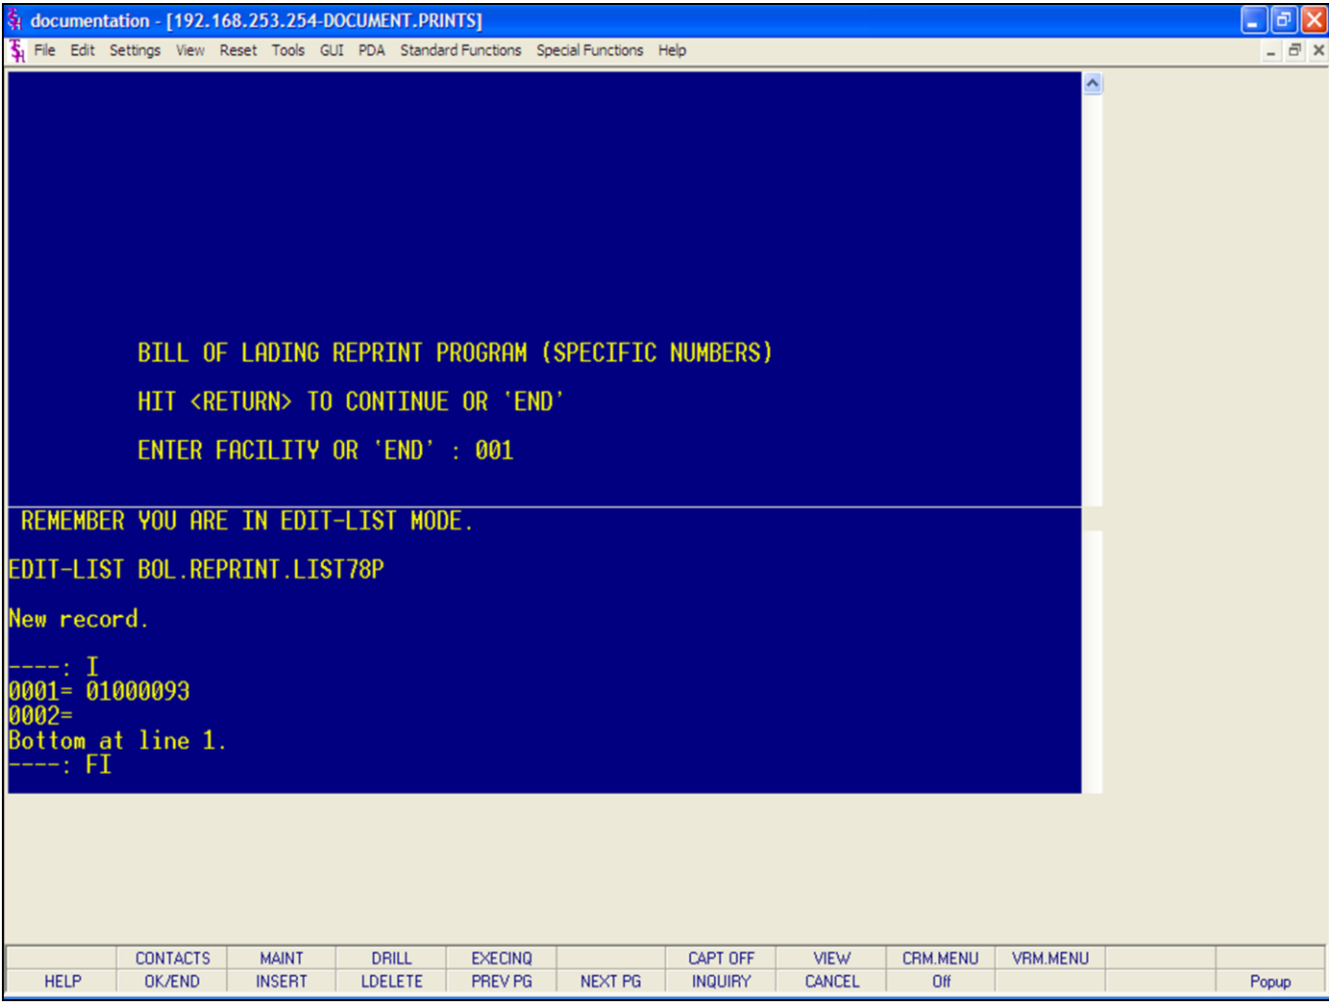 documentation - [192.168.253.254-DOCUMENT.PRINTS]
File Edit Settings View Reset Tools GUI PDA Standard Functions Special Functions Help
BILL OF LADING REPRINT PROGRAM (SPECIFIC NUMBERS)
HIT <RETURN> TO CONTINUE OR 'END'
ENTER FACILITY OR 'END' : 001
REMEMBER YOU ARE IN EDIT-LIST MODE.
EDIT-LIST BOL.REPRINT.LIST78P
New record.
----: I
0001= 01000093
0002=
Bottom at line 1.
----: FI
CONTACTS MAINT DRILL EXECINQ CAPT OFF VIEW CRM.MENU VRM.MENU
HELP OK/END INSERT LDELETE PREV PG NEXT PG INQUIRY CANCEL Off Popup